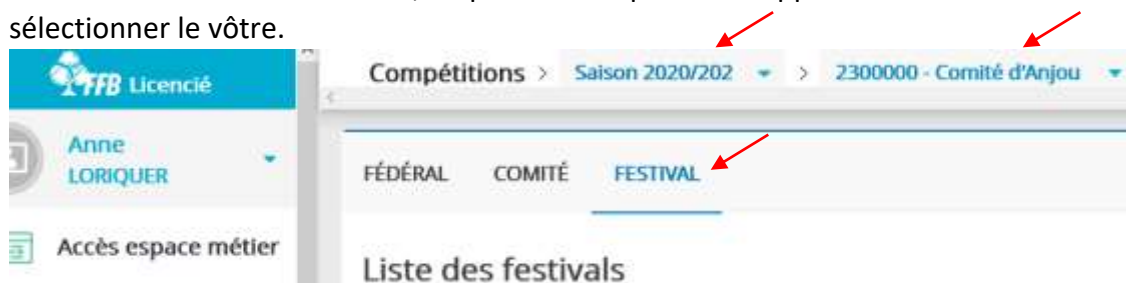 sélectionner le vôtre.
FFB Licencié
Compétitions > Saison 2020/202 > 2300000 - Comité d'Anjou
Anne
LORIQUER
FÉDÉRAL COMITÉ FESTIVAL
Accès espace métier
Liste des festivals